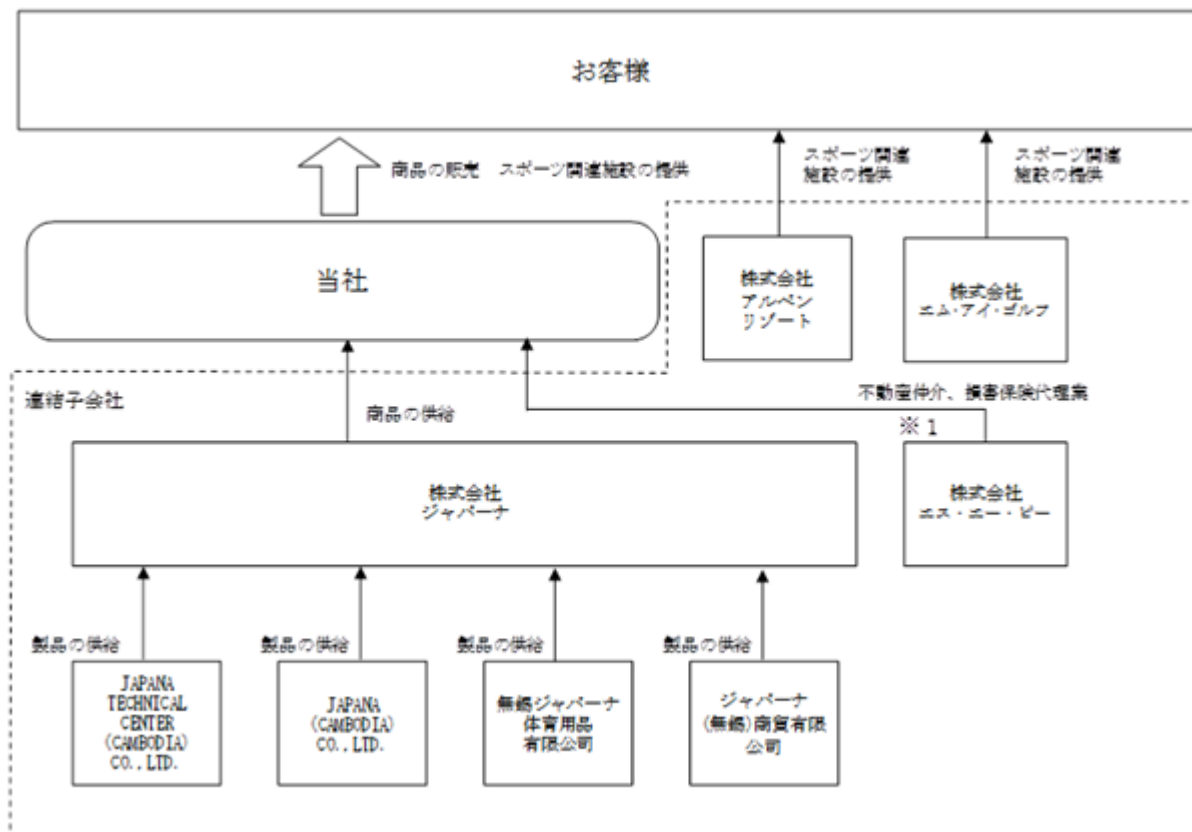 お客様
商品の販売　スポーツ関連施設の提供
スポーツ関連
施設の提供
スポーツ関連
施設の提供
当社
株式会社
アルペン
リゾート
株式会社
エム・アイ・ゴルフ
連結子会社
商品の供給
不動産仲介、損害保険代理業
※1
株式会社
ジャパーナ
株式会社
エス・エー・ピー
製品の供給
製品の供給
製品の供給
製品の供給
JAPANA
TECHNICAL
CENTER
(CAMBODIA)
CO.,LTD.
JAPANA
(CAMBODIA)
CO.,LTD.
無錫ジャパーナ
体育用品
有限公司
ジャパーナ
(無錫)商貿有限
公司